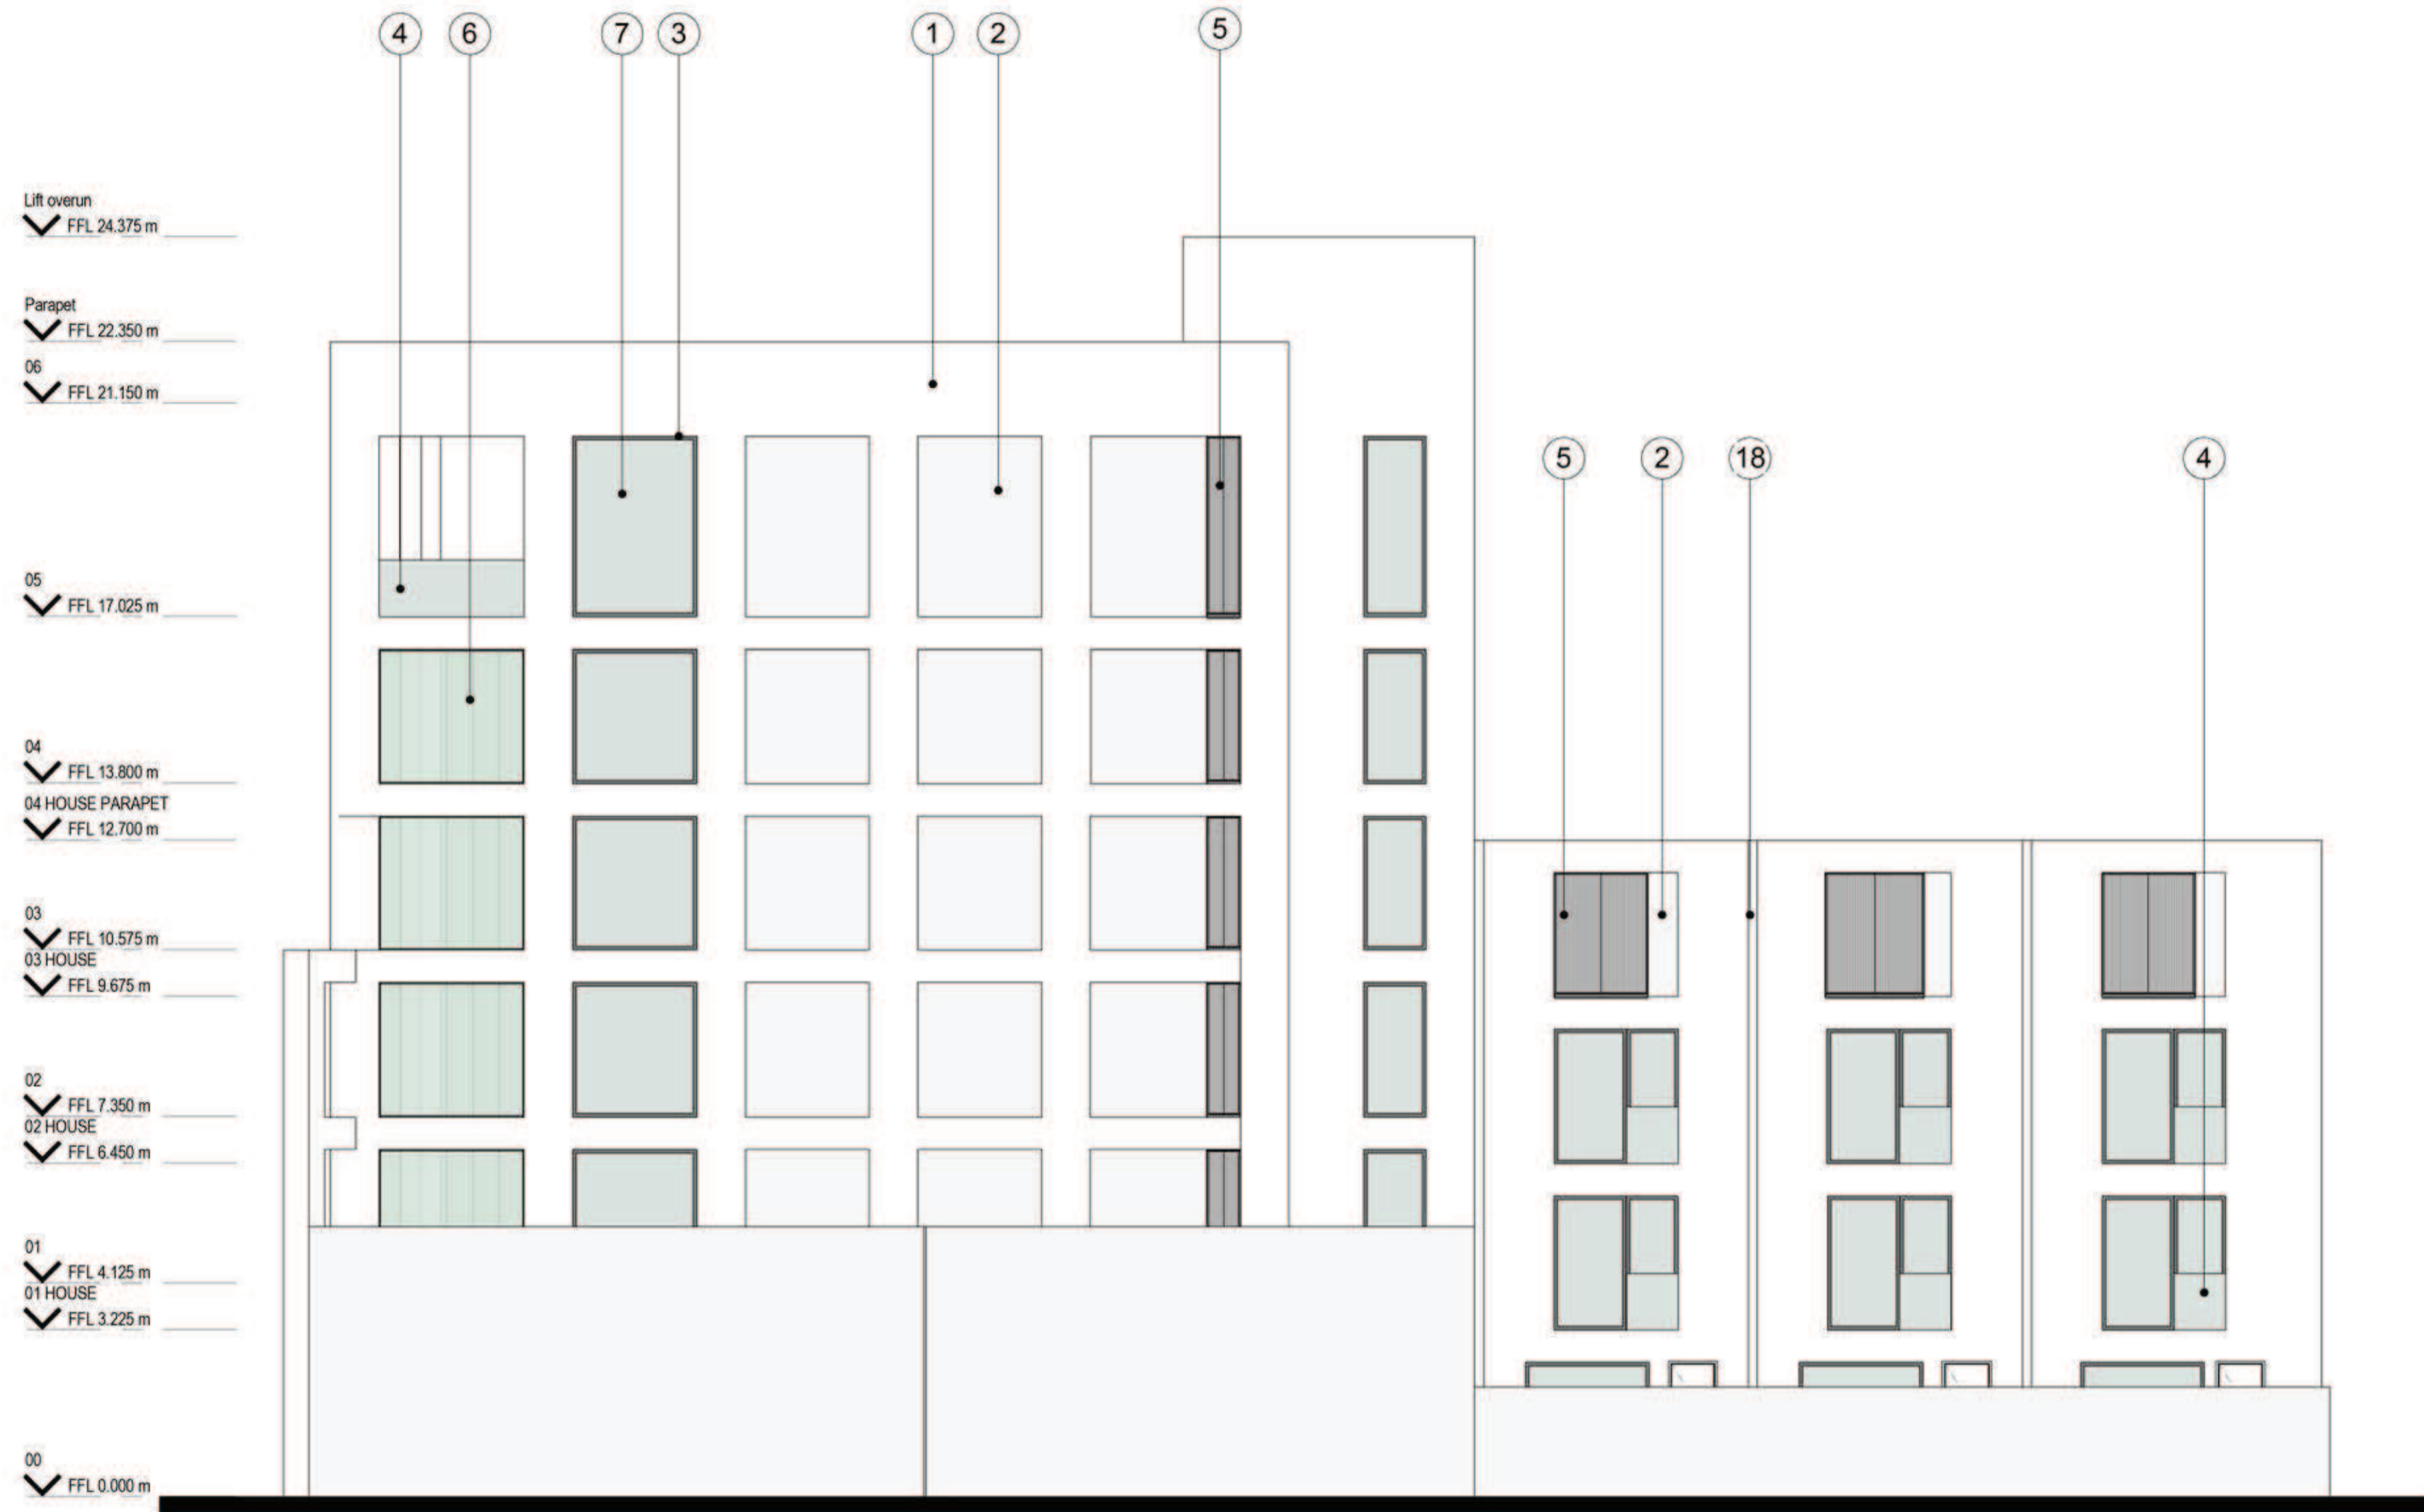 4 6 7 3 1 2 5
Lift overun
FFL 24.375 m
Parapet
FFL 22.350 m
06
FFL 21.150 m
5 2 18 4
05
FFL 17.025 m
04
FFL 13.800 m
04 HOUSE PARAPET
FFL 12.700 m
03
FFL 10.575 m
03 HOUSE
FFL 9.675 m
02
FFL 7.350 m
02 HOUSE
FFL 6.450 m
01
FFL 4.125 m
01 HOUSE
FFL 3.225 m
00
FFL 0.000 m